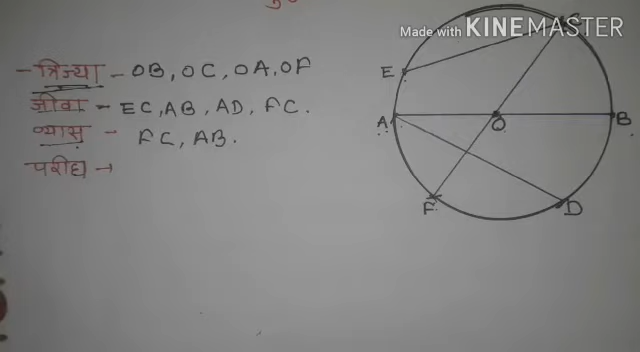 Made with KINEMASTER
- त्रिज्या - OB, OC, OA, OF
जीवा - EC, AB, AD, FC.
व्यास - FC, AB.
परीघ →
C
E
A
O
B
F
D